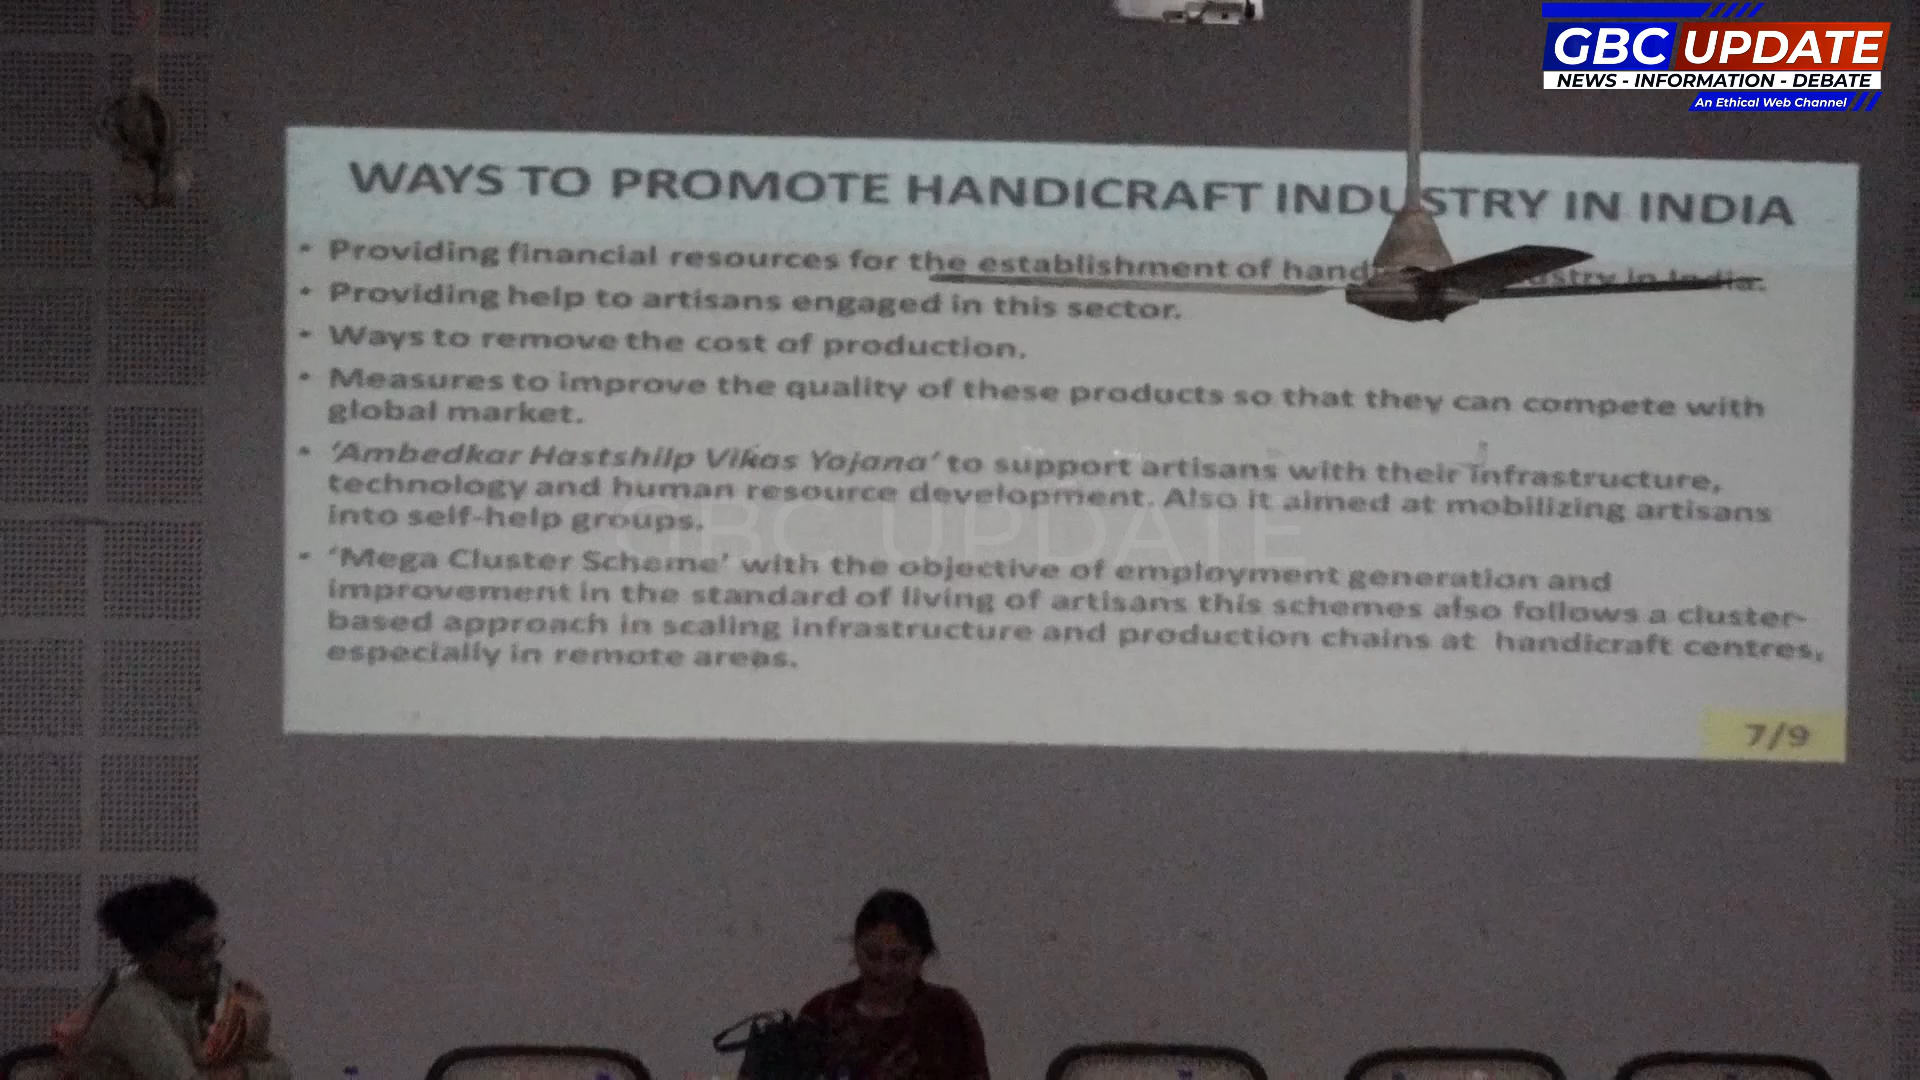 GBC UPDATE
NEWS - INFORMATION - DEBATE
An Ethical Web Channel
WAYS TO PROMOTE HANDICRAFT INDUSTRY IN INDIA
• Providing financial resources for the establishment of in India.
• Providing help to artisans engaged in this sector.
• Ways to remove the cost of production.
• Measures to improve the quality of these products so that they can compete with
global market.
• ‘Ambedkar Hastshilp Vikas Yojana’ to support artisans with their infrastructure,
technology and human resource development. Also it aimed at mobilizing artisans
into self-help groups.
GBC UPDATE
• ‘Mega Cluster Scheme’ with the objective of employment generation and
improvement in the standard of living of artisans this schemes also follows a cluster-
based approach in scaling infrastructure and production chains at handicraft centres,
especially in remote areas.
7/9